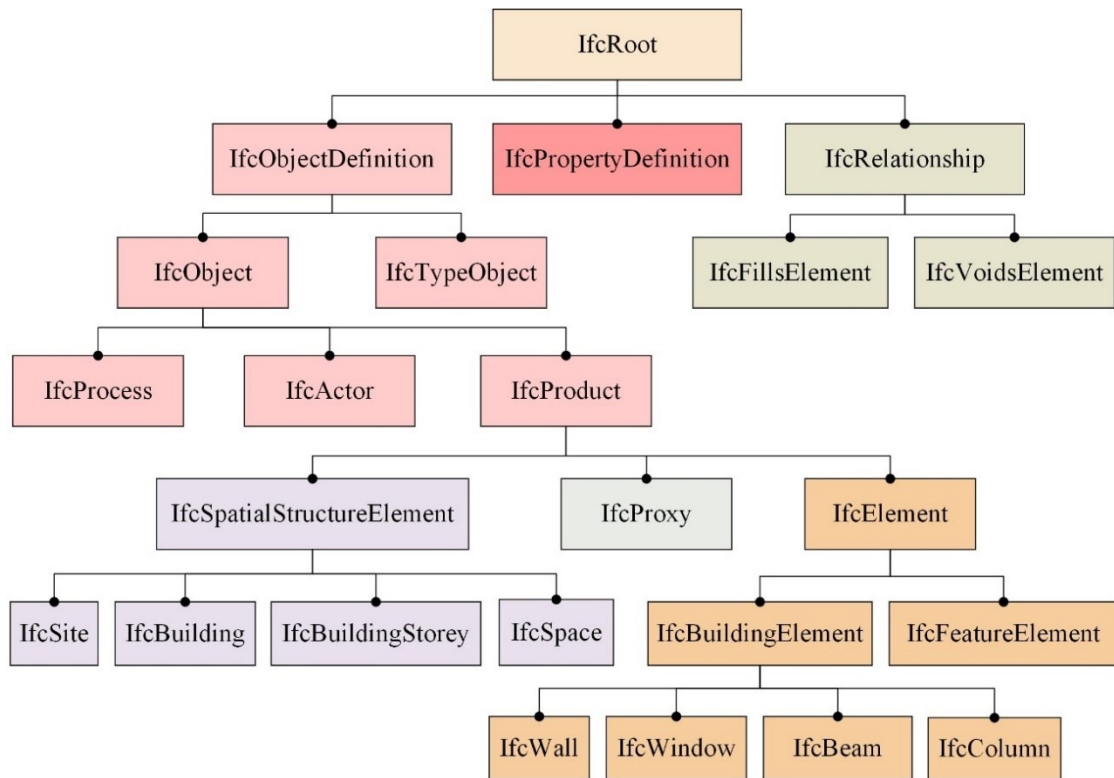 IfcRoot
IfcObjectDefinition
IfcPropertyDefinition
IfcRelationship
IfcObject
IfcTypeObject
IfcFillsElement
IfcVoidsElement
IfcProcess
IfcActor
IfcProduct
IfcSpatialStructureElement
IfcProxy
IfcElement
IfcSite
IfcBuilding
IfcBuildingStorey
IfcSpace
IfcBuildingElement
IfcFeatureElement
IfcWall
IfcWindow
IfcBeam
IfcColumn